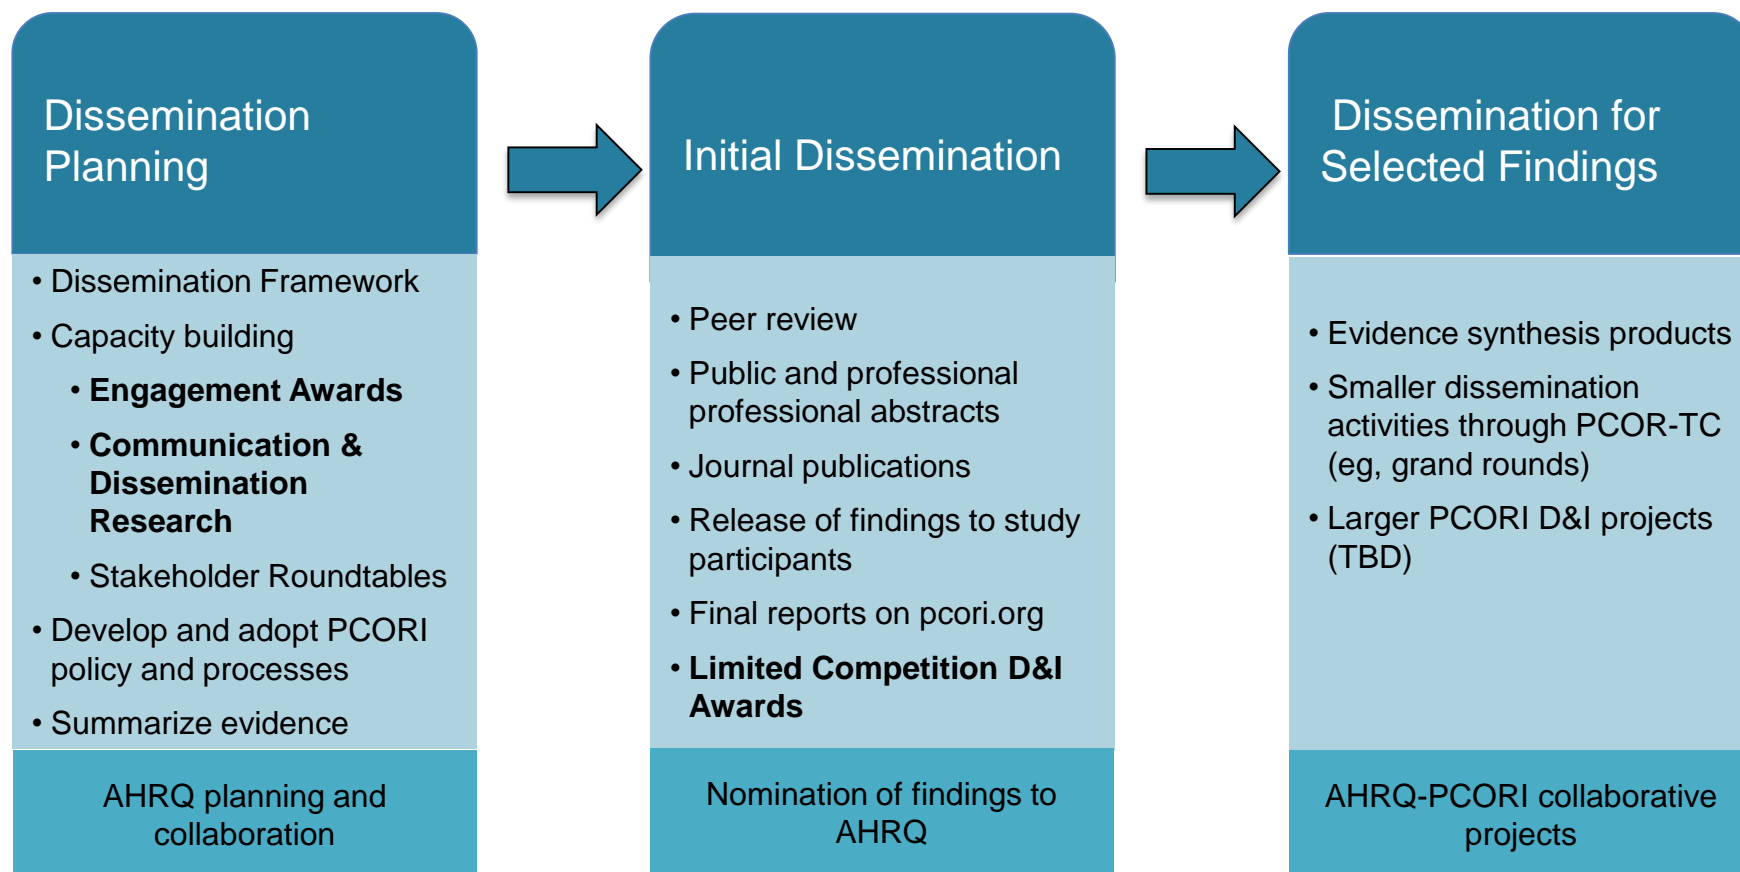 Dissemination
Planning
• Dissemination Framework
• Capacity building
• Engagement Awards
• Communication &
Dissemination
Research
• Stakeholder Roundtables
• Develop and adopt PCORI
policy and processes
• Summarize evidence
AHRQ planning and
collaboration
Initial Dissemination
• Peer review
• Public and professional
professional abstracts
• Journal publications
• Release of findings to study
participants
• Final reports on pcori.org
• Limited Competition D&I
Awards
Nomination of findings to
AHRQ
Dissemination for
Selected Findings
• Evidence synthesis products
• Smaller dissemination
activities through PCOR-TC
(eg, grand rounds)
• Larger PCORI D&I projects
(TBD)
AHRQ-PCORI collaborative
projects